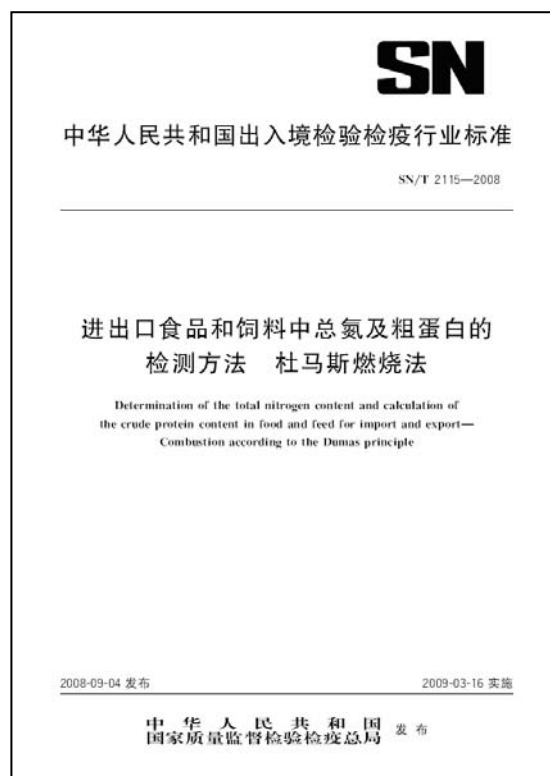 SN
中华人民共和国出入境检验检疫行业标准
SN/T 2115—2008
进出口食品和饲料中总氮及粗蛋白的
检测方法 杜马斯燃烧法
Determination of the total nitrogen content and calculation of
the crude protein content in food and feed for import and export—
Combustion according to the Dumas principle
2008-09-04 发布
2009-03-16 实施
中华人民共和国
国家质量监督检验检疫总局 发布